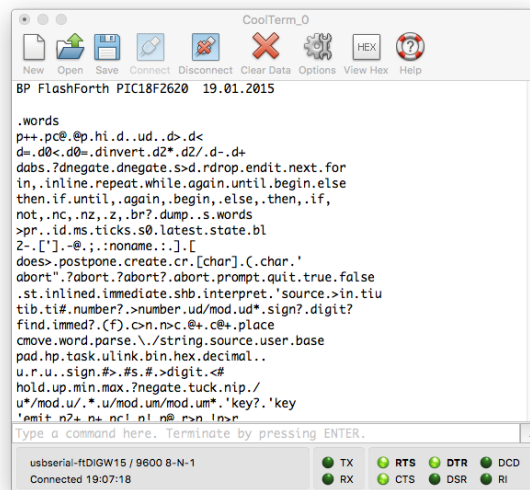 CoolTerm_0
New Open Save Connect Disconnect Clear Data Options View Hex Help
HEX
BP FlashForth PIC18F2620 19.01.2015
.words
p++.pc@.@p.hi.d..ud..d>.d<
d=.d0<.d0=.dinvert.d2*.d2/.d-.d+
dabs.?dnegate.dnegate.s>d.rdrop.endit.next.for
in,.inline.repeat.while.again.until.begin.else
then.if.until,.again,.begin,.else,.then,.if,
not,.nc,.nz,.z,.br?.dump..s.words
>pr..id.ms.ticks.s0.latest.state.bl
2-.['].-@.;.:noname.:.].[
does>.postpone.create.cr.[char].(.char.'
abort".?abort.?abort?.abort.prompt.quit.true.false
.st.inlined.immediate.shb.interpret.'source.>in.tiu
tib.ti#.number?.>number.ud/mod.ud*.sign?.digit?
find.immed?.(f).c>n.n>c.@+.c@+.place
cmove.word.parse.\./string.source.user.base
pad.hp.task.ulink.bin.hex.decimal..
u.r.u..sign.#>.#s.#.>digit.<#
hold.up.min.max.?negate.tuck.nip./
u*/mod.u/.*.u/mod.um/mod.um*.'key?.'key
Type a command here. Terminate by pressing ENTER.
usbserial-ftDIGW15 / 9600 8-N-1
Connected 19:07:18
TX RTS DTR DCD
RX CTS DSR RI